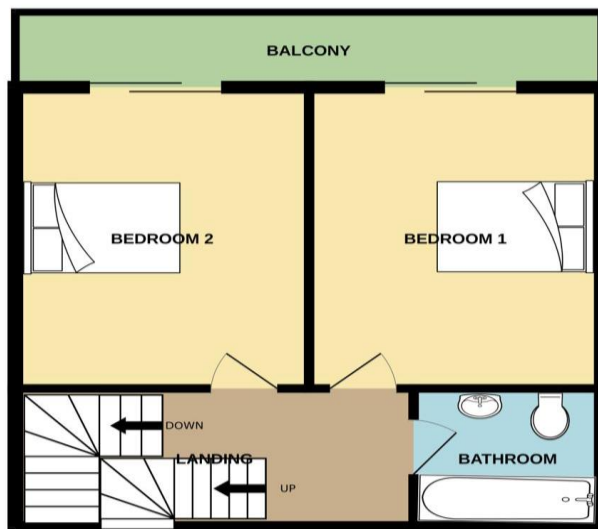 BALCONY
BEDROOM 2
BEDROOM 1
DOWN
LANDING
BATHROOM
UP